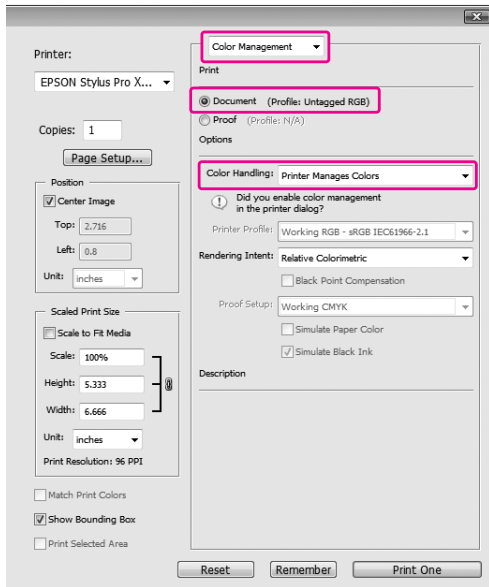 Printer:
EPSON Stylus Pro X...
Copies: 1
Page Setup...
Position
Center Image
Top: 2.716
Left: 0.8
Unit: inches
Scaled Print Size
Scale to Fit Media
Scale: 100%
Height: 5.333
Width: 6.666
Unit: inches
Print Resolution: 96 PPI
Match Print Colors
Show Bounding Box
Print Selected Area
Color Management
Print
Document (Profile: Untagged RGB)
Proof (Profile: N/A)
Options
Color Handling: Printer Manages Colors
Did you enable color management
in the printer dialog?
Printer Profile: Working RGB - sRGB IEC61966-2.1
Rendering Intent: Relative Colorimetric
Black Point Compensation
Proof Setup: Working CMYK
Simulate Paper Color
Simulate Black Ink
Description
Reset Remember Print One